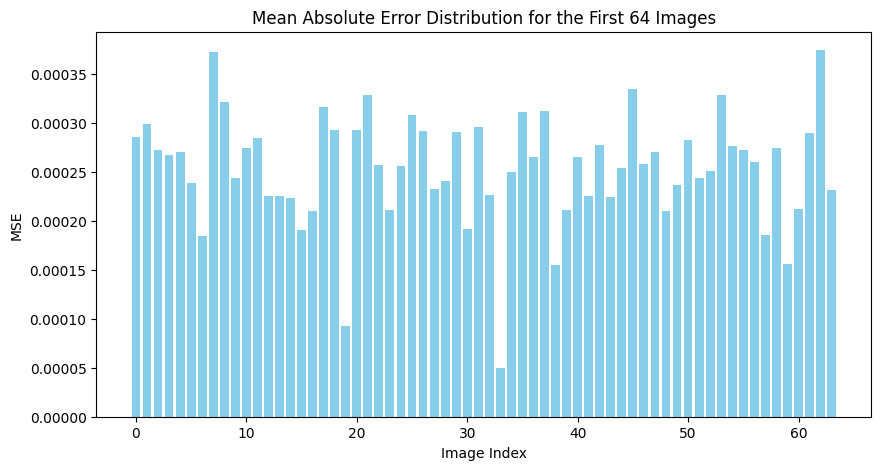 Mean Absolute Error Distribution for the First 64 Images
0.00035
0.00030
0.00025
0.00020
0.00015
0.00010
0.00005
0.00000
MSE
0 10 20 30 40 50 60
Image Index